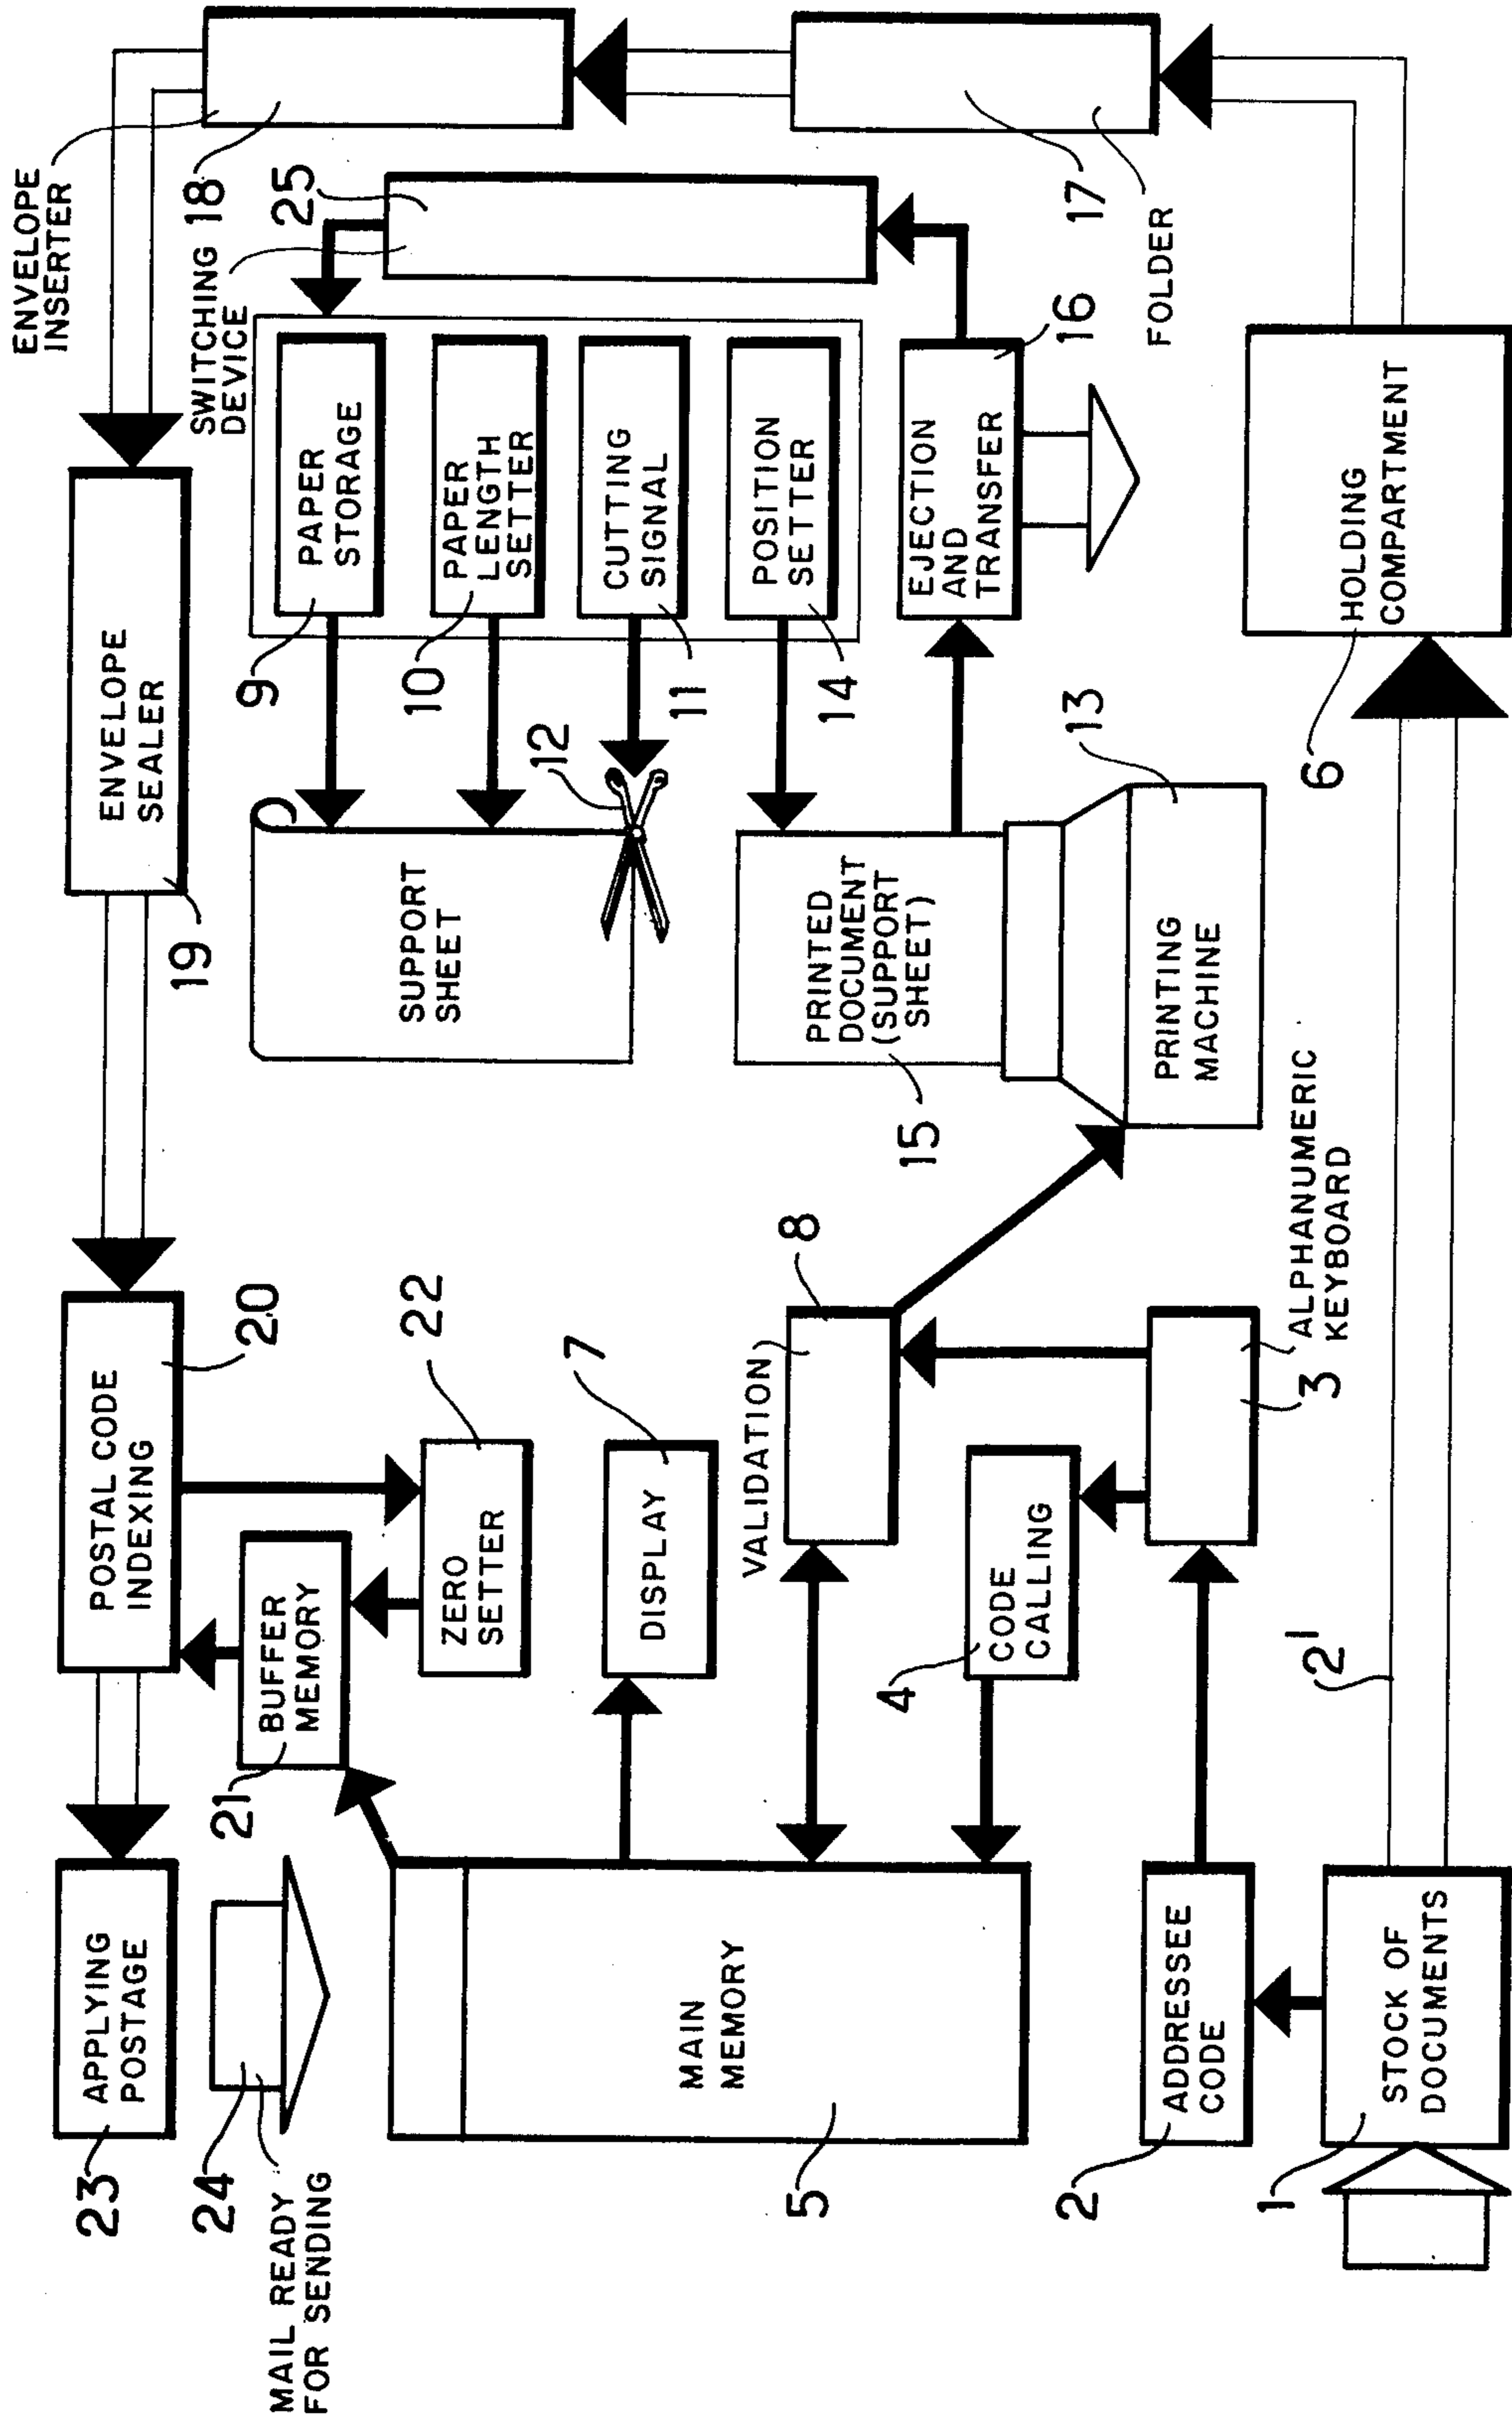 ENVELOPE
INSERTER
18
SWITCHING
DEVICE
25
17
FOLDER
ENVELOPE
SEALER
19
PAPER
STORAGE
9
PAPER
LENGTH
SETTER
10
CUTTING
SIGNAL
11
12
POSITION
SETTER
14
EJECTION
AND
TRANSFER
16
HOLDING
COMPARTMENT
6
SUPPORT
SHEET
PRINTED
DOCUMENT
(SUPPORT
SHEET)
15
13
PRINTING
MACHINE
POSTAL CODE
INDEXING
20
22
ZERO
SETTER
BUFFER
MEMORY
21
7
DISPLAY
8
VALIDATION
CODE
CALLING
4
ALPHANUMERIC
KEYBOARD
3
2'
APPLYING
POSTAGE
23
24
MAIL READY
FOR SENDING
MAIN
MEMORY
5
ADDRESSEE
CODE
2
STOCK OF
DOCUMENTS
1